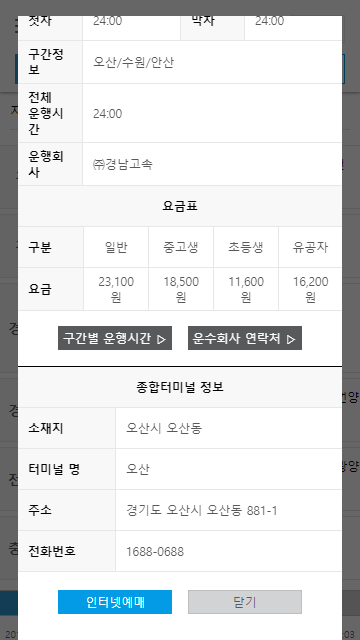 첫차 24:00 막차 24:00
구간정보 오산/수원/안산
전체 운행시간 24:00
운행회사 ㈜경남고속
요금표
구분 일반 중고생 초등생 유공자
요금 23,100원 18,500원 11,600원 16,200원
구간별 운행시간 ▷ 운수회사 연락처 ▷
종합터미널 정보
소재지 오산시 오산동
터미널 명 오산
주소 경기도 오산시 오산동 881-1
전화번호 1688-0688
인터넷예매 닫기